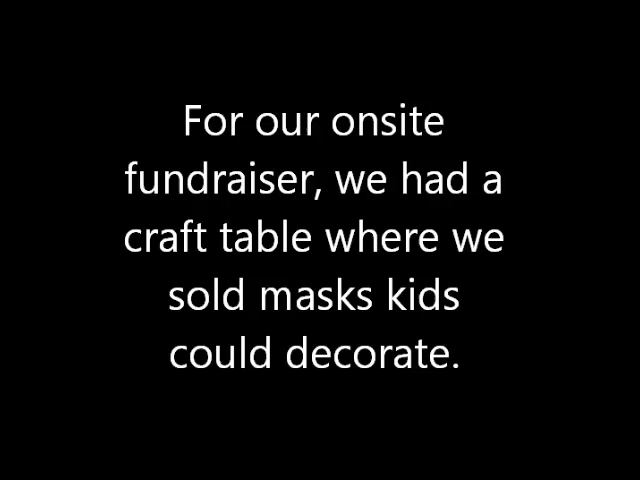 For our onsite
fundraiser, we had a
craft table where we
sold masks kids
could decorate.